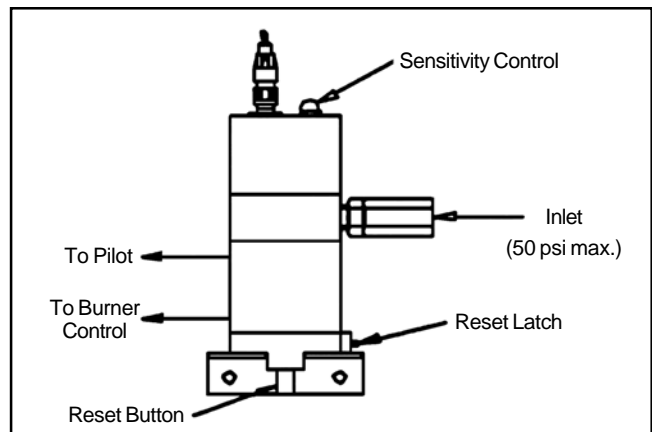 Sensitivity Control
Inlet
(50 psi max.)
To Pilot
To Burner
Control
Reset Latch
Reset Button